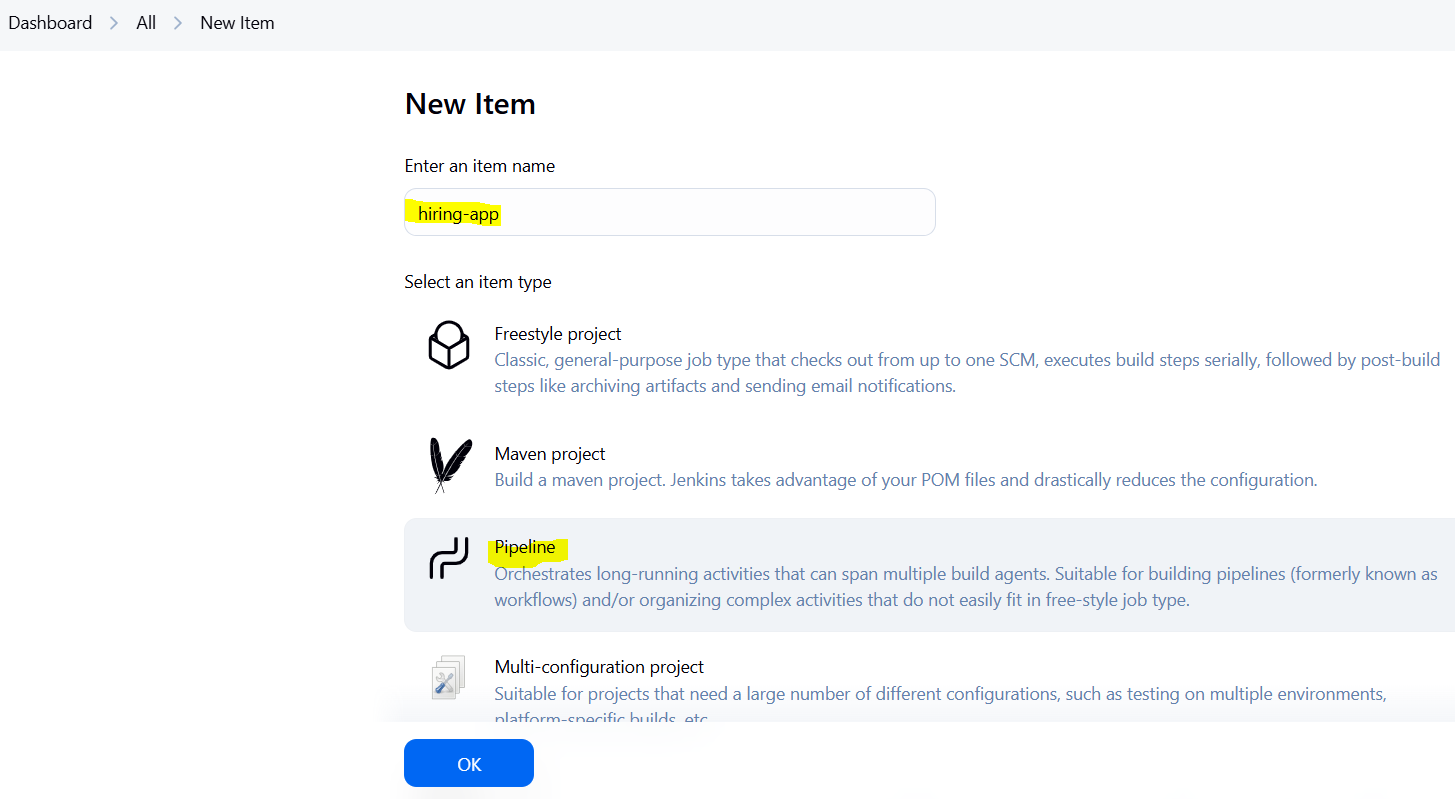 Dashboard > All > New Item
New Item
Enter an item name
hiring-app
Select an item type
Freestyle project
Classic, general-purpose job type that checks out from up to one SCM, executes build steps serially, followed by post-build
steps like archiving artifacts and sending email notifications.
Maven project
Build a maven project. Jenkins takes advantage of your POM files and drastically reduces the configuration.
Pipeline
Orchestrates long-running activities that can span multiple build agents. Suitable for building pipelines (formerly known as
workflows) and/or organizing complex activities that do not easily fit in free-style job type.
Multi-configuration project
Suitable for projects that need a large number of different configurations, such as testing on multiple environments,
platform-specific builds, etc.
OK